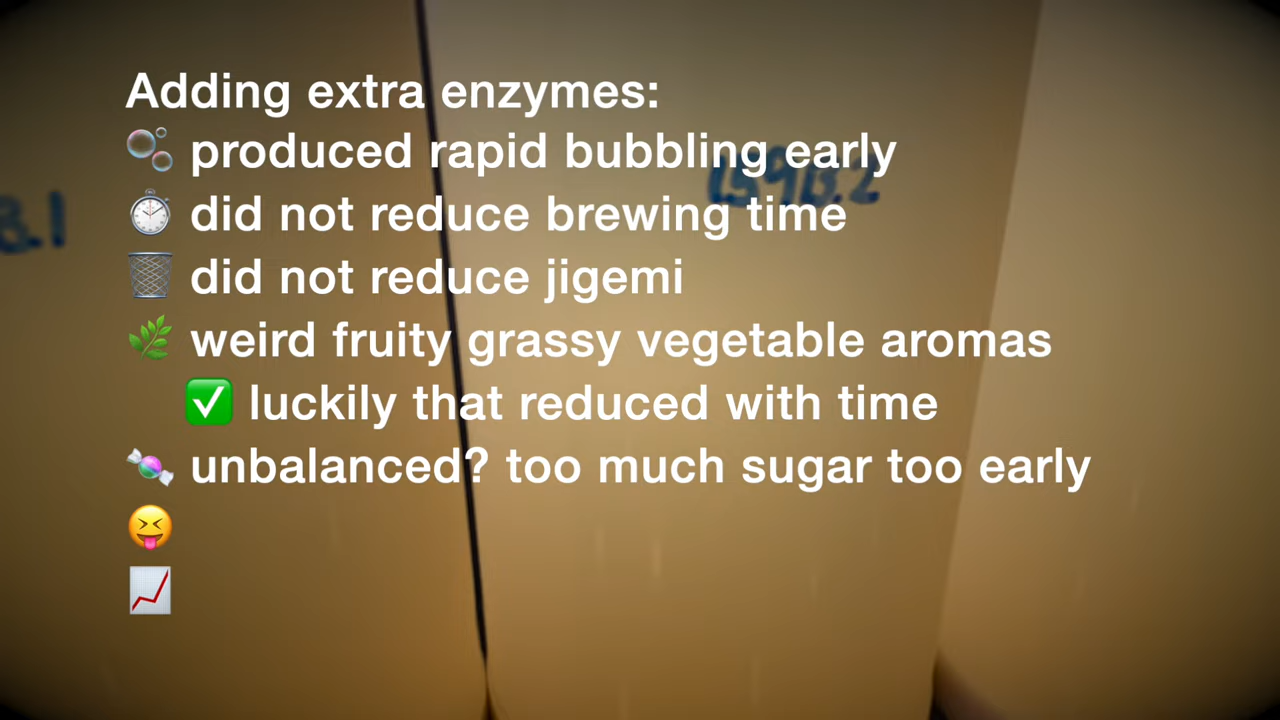 Adding extra enzymes:
🫧 produced rapid bubbling early
⏱️ did not reduce brewing time
🗑️ did not reduce jigemi
🌿 weird fruity grassy vegetable aromas
✅ luckily that reduced with time
🍬 unbalanced? too much sugar too early
😝
📈